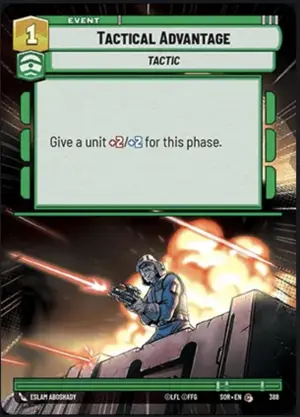 EVENT
1
TACTICAL ADVANTAGE
TACTIC
Give a unit +2/+2 for this phase.
ESLAM ABOSHADY ©LFL ©FFG SOR•EN C 388